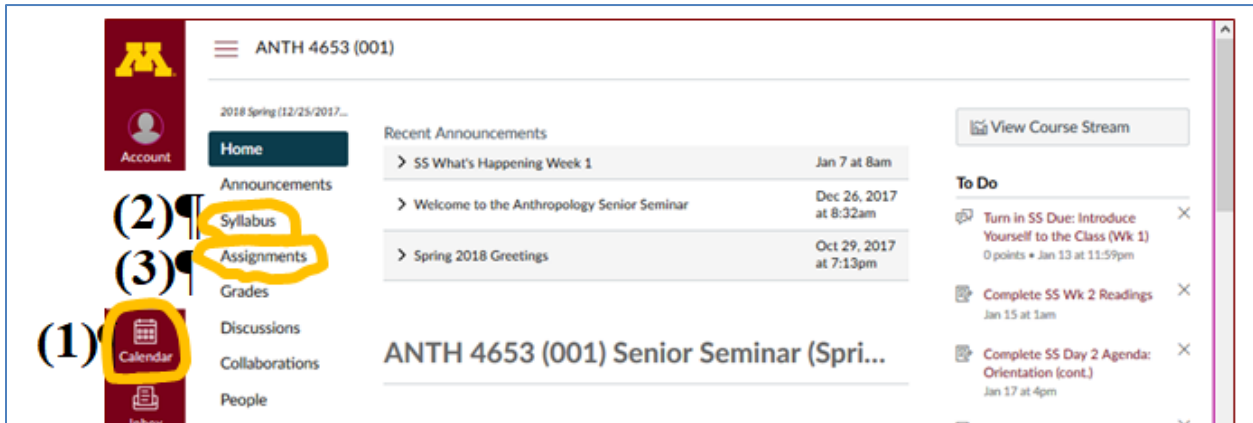 M
ANTH 4653 (001)
Account
2018 Spring (12/25/2017...
Home
Announcements
(2)¶
Syllabus
(3)¶
Assignments
Grades
(1)¶
Calendar
Discussions
Collaborations
People
Inbox
Recent Announcements
SS What's Happening Week 1 Jan 7 at 8am
Welcome to the Anthropology Senior Seminar Dec 26, 2017
at 8:32am
Spring 2018 Greetings Oct 29, 2017
at 7:13pm
ANTH 4653 (001) Senior Seminar (Spri...
View Course Stream
To Do
Turn in SS Due: Introduce
Yourself to the Class (Wk 1)
0 points • Jan 13 at 11:59pm
Complete SS Wk 2 Readings
Jan 15 at 1am
Complete SS Day 2 Agenda:
Orientation (cont.)
Jan 17 at 4pm